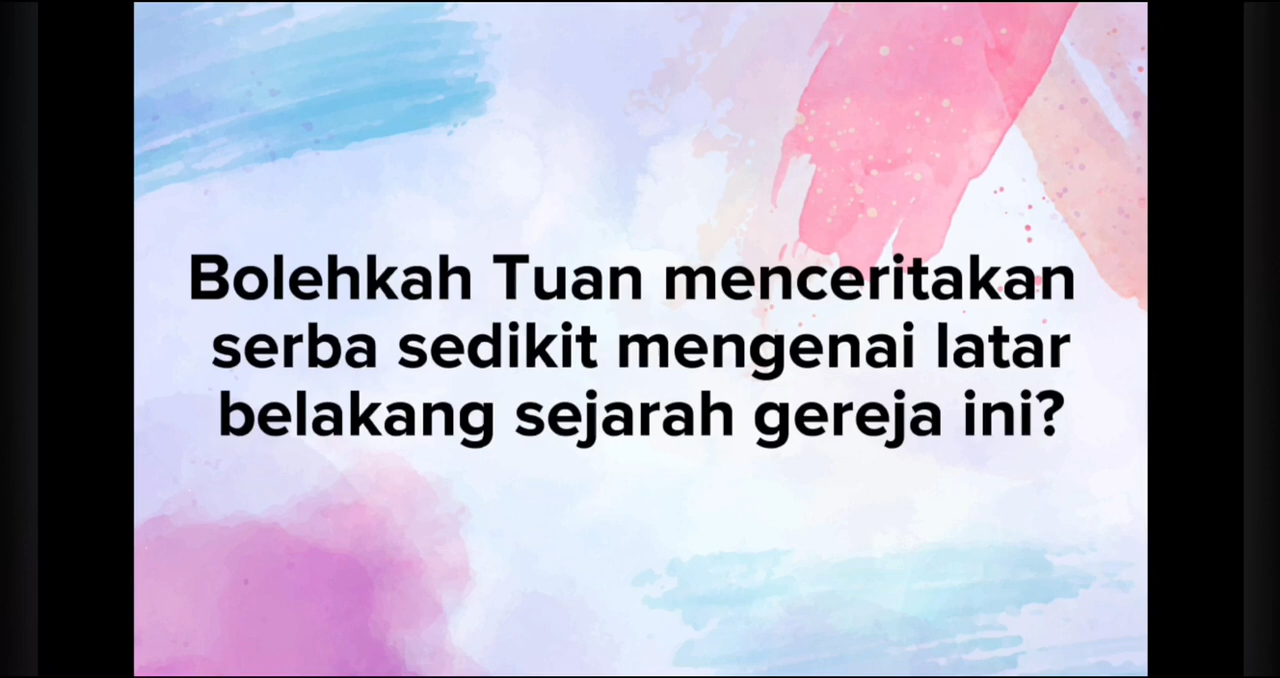 Bolehkah Tuan menceritakan
serba sedikit mengenai latar
belakang sejarah gereja ini?